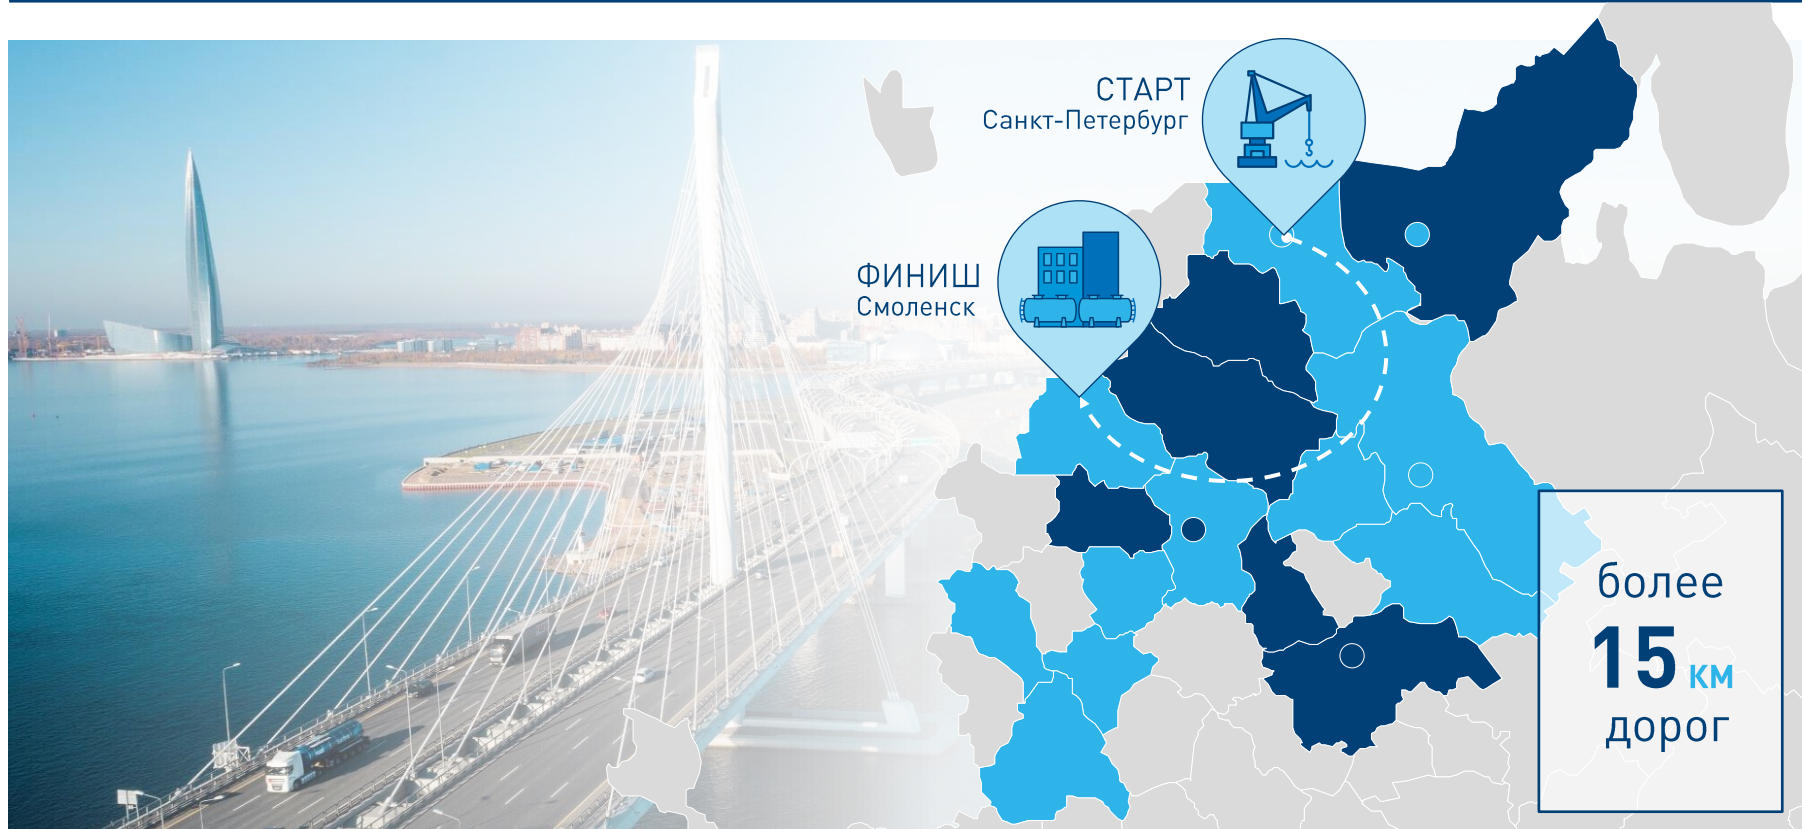 СТАРТ
Санкт-Петербург
ФИНИШ
Смоленск
более
15 км
дорог